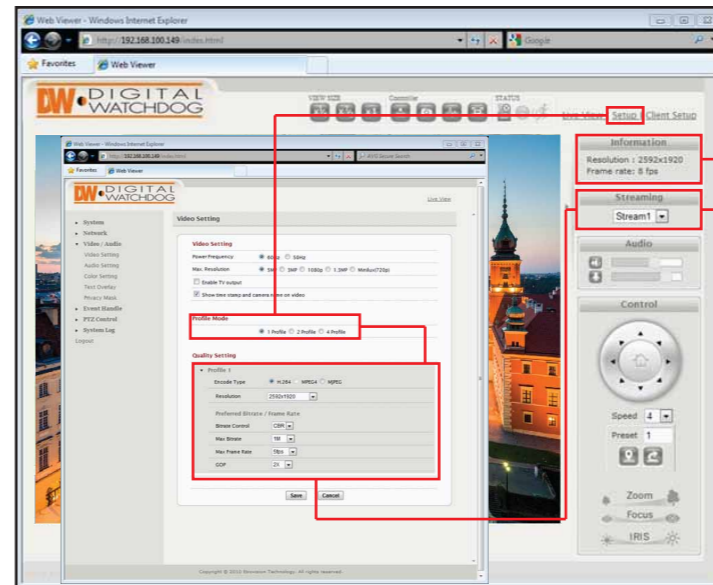 Web Viewer - Windows Internet Explorer
http://192.168.100.149/index.html
Google
Favorites
Web Viewer
DW DIGITAL WATCHDOG
VIEW SIZE
Controller
STATUS
Live View
Setup
Client Setup
Information
Resolution : 2592x1920
Frame rate: 8 fps
Streaming
Stream1
Audio
Control
Speed 4
Preset 1
Zoom
Focus
IRIS
Web Viewer - Windows Internet Explorer
Favorites
Web Viewer
DW DIGITAL WATCHDOG
Live View
System
Network
Video / Audio
Video Setting
Audio Setting
Color Setting
Text Overlay
Privacy Mask
Event Handle
PTZ Control
System Log
Logout
Video Setting
Video Setting
Power Frequency 60Hz 50Hz
Max. Resolution 5MP 3MP 1080p 1.3MP
Enable TV output
Show time stamp and camera name on video
Profile Mode
1 Profile 2 Profile 4 Profile
Quality Setting
Profile 1
Encode Type H.264 MPEG4 MJPEG
Resolution 2592x1920
Preferred Bitrate / Frame Rate
Bitrate Control CBR
Max Bitrate
Max Frame Rate
GOP 2X
Save Cancel